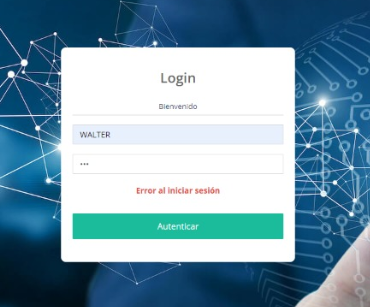 Login
Bienvenido
WALTER
•••
Error al iniciar sesión
Autenticar